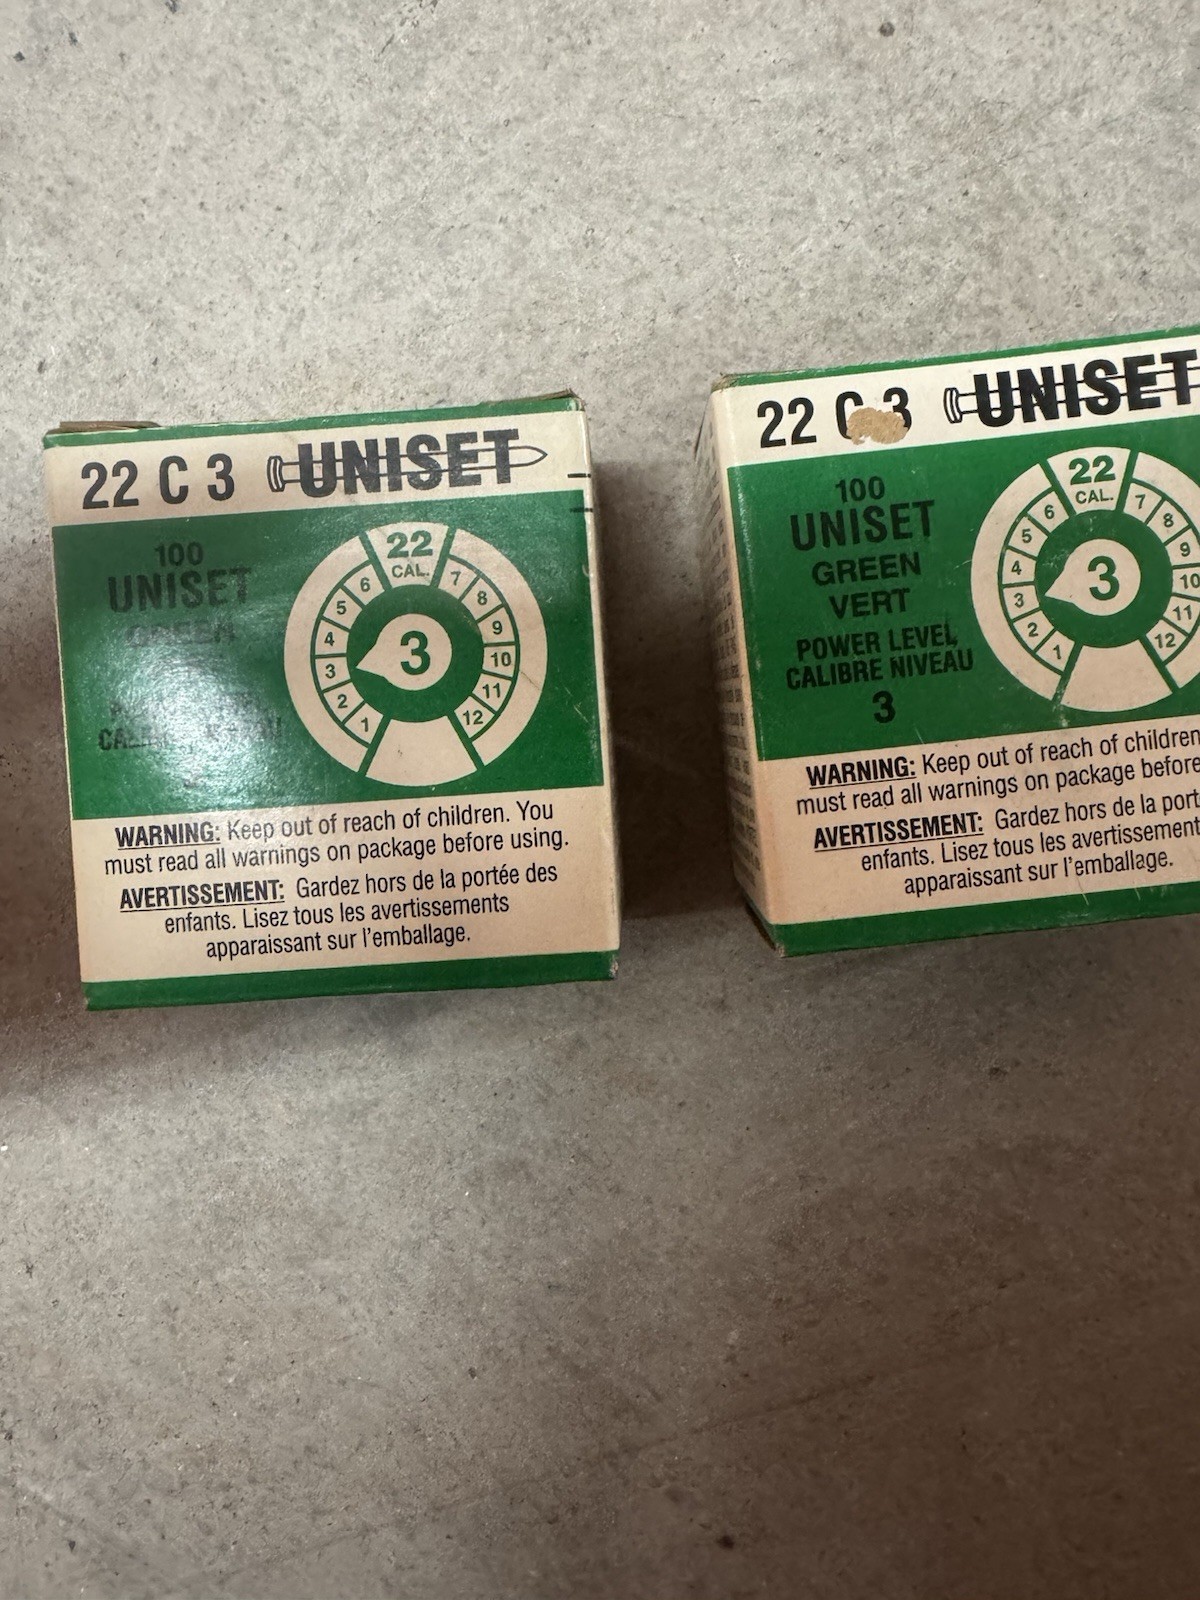 22 C 3 UNISET
100
UNISET
GREEN
22
CAL.
1 2 3 4 5 6 7 8 9 10 11 12
3
WARNING: Keep out of reach of children. You
must read all warnings on package before using.
AVERTISSEMENT: Gardez hors de la portée des
enfants. Lisez tous les avertissements
apparaissant sur l'emballage.
22 C 3 UNISET
100
UNISET
GREEN
VERT
POWER LEVEL
CALIBRE NIVEAU
3
22
CAL.
1 2 3 4 5 6 7 8 9 10 11 12
3
WARNING: Keep out of reach of children
must read all warnings on package before
AVERTISSEMENT: Gardez hors de la
enfants. Lisez tous les
apparaissant sur l'emballage.